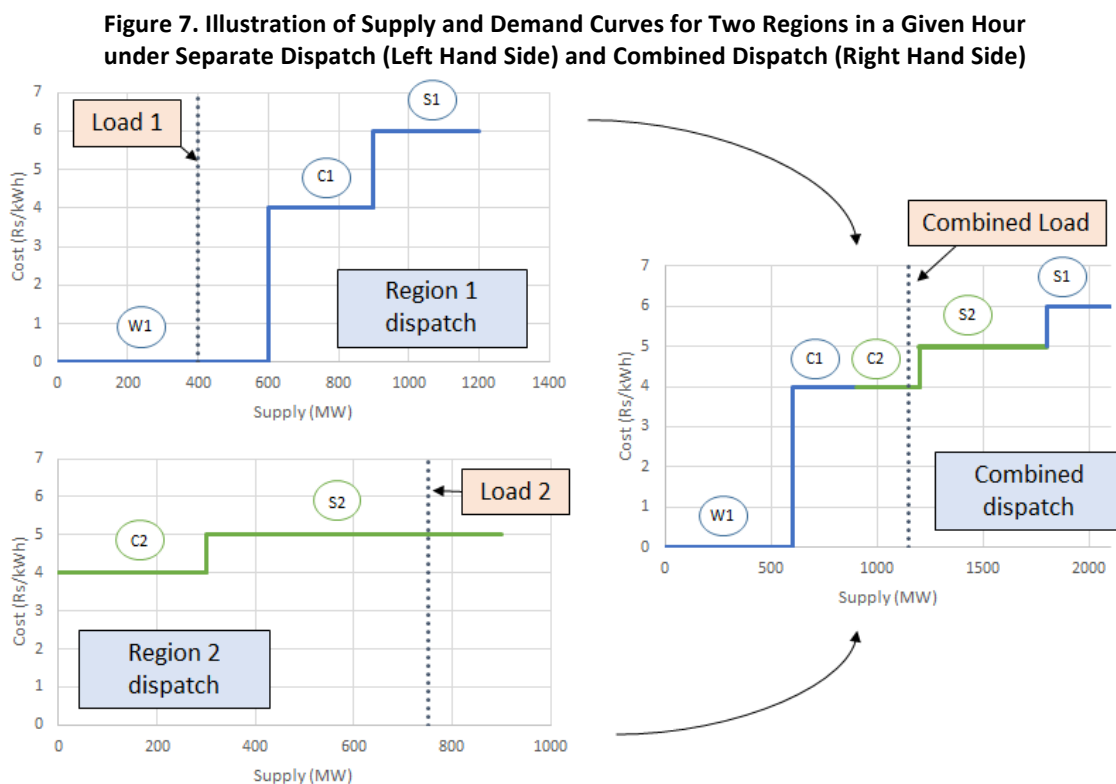 Figure 7. Illustration of Supply and Demand Curves for Two Regions in a Given Hour
under Separate Dispatch (Left Hand Side) and Combined Dispatch (Right Hand Side)
7
6
5
4
3
2
1
0
Cost (Rs/kWh)
Load 1
W1
C1
S1
Region 1
dispatch
0 200 400 600 800 1000 1200 1400
Supply (MW)
7
6
5
4
3
2
1
0
Cost (Rs/kWh)
C2
S2
Load 2
Region 2
dispatch
0 200 400 600 800 1000
Supply (MW)
Combined Load
7
6
5
4
3
2
1
0
Cost (Rs/kWh)
W1
C1
C2
S2
S1
Combined
dispatch
0 500 1000 1500 2000
Supply (MW)